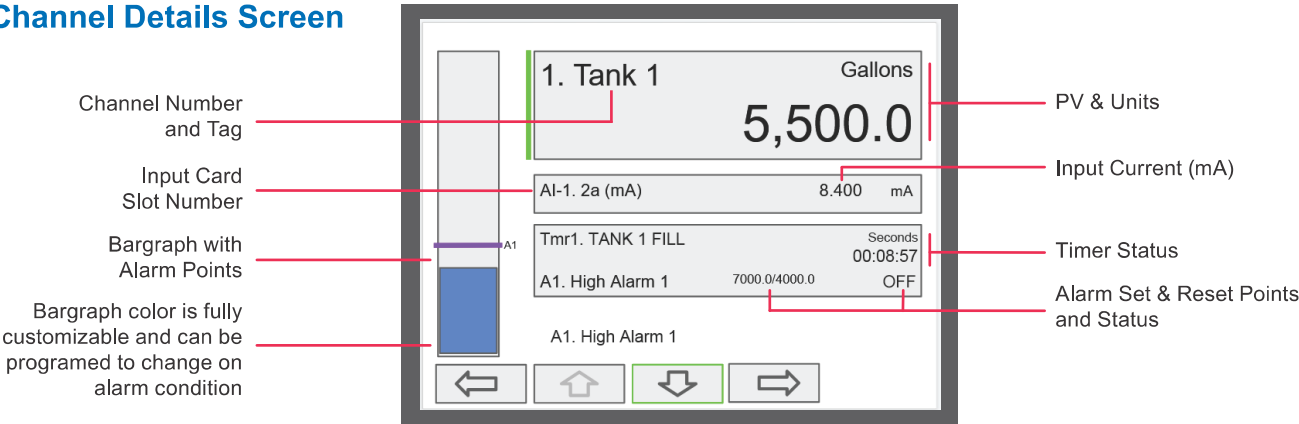 Channel Details Screen
Channel Number
and Tag
Input Card
Slot Number
Bargraph with
Alarm Points
Bargraph color is fully
customizable and can be
programed to change on
alarm condition
A1
1. Tank 1
Gallons
5,500.0
AI-1. 2a (mA) 8.400 mA
Tmr1. TANK 1 FILL
Seconds
00:08:57
A1. High Alarm 1 7000.0/4000.0 OFF
A1. High Alarm 1
PV & Units
Input Current (mA)
Timer Status
Alarm Set & Reset Points
and Status